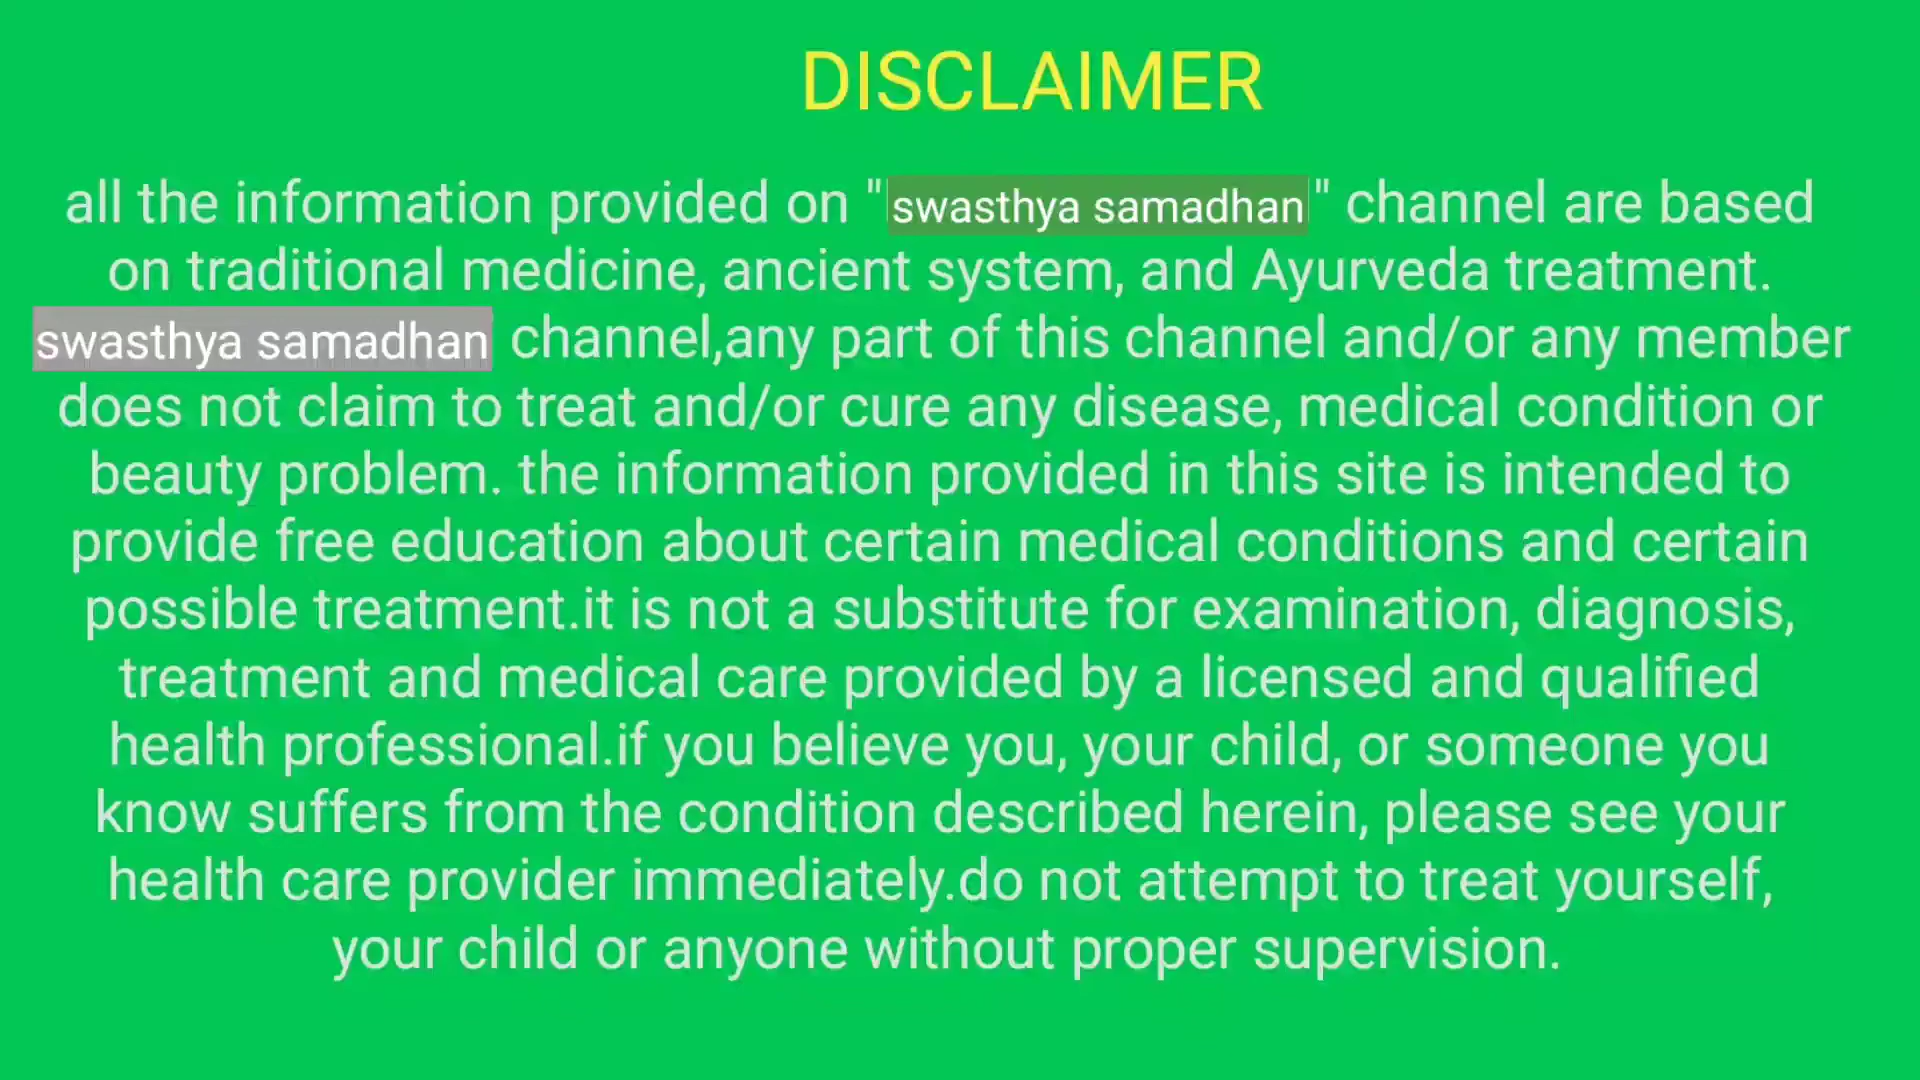 DISCLAIMER
all the information provided on "swasthya samadhan" channel are based
on traditional medicine, ancient system, and Ayurveda treatment.
swasthya samadhan channel,any part of this channel and/or any member
does not claim to treat and/or cure any disease, medical condition or
beauty problem. the information provided in this site is intended to
provide free education about certain medical conditions and certain
possible treatment.it is not a substitute for examination, diagnosis,
treatment and medical care provided by a licensed and qualified
health professional.if you believe you, your child, or someone you
know suffers from the condition described herein, please see your
health care provider immediately.do not attempt to treat yourself,
your child or anyone without proper supervision.